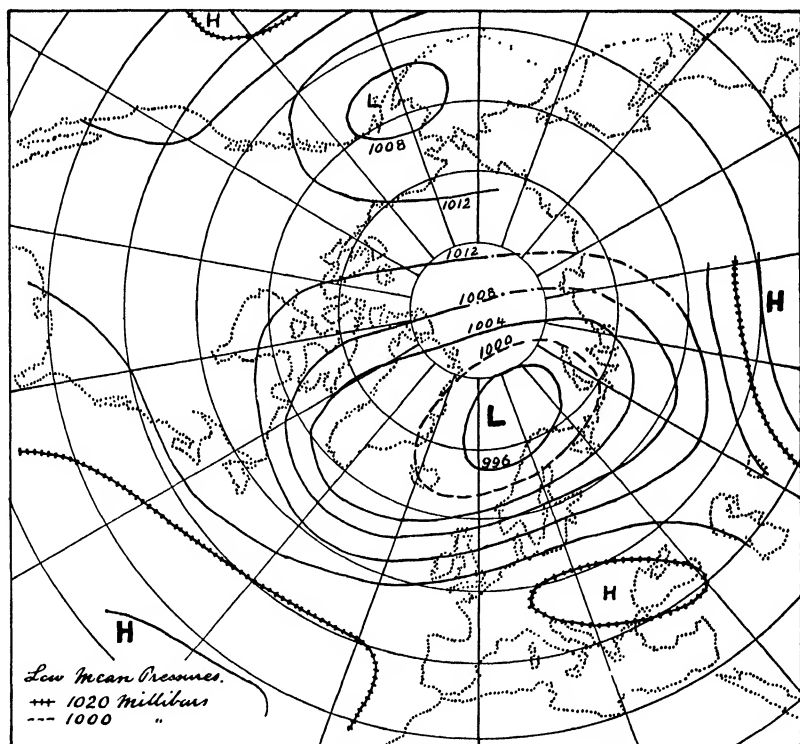 H
L
1008
1012
1012
1008
1004
1000
H
L
996
H
H
Low Mean Pressures.
1020 Millibars
1000 "